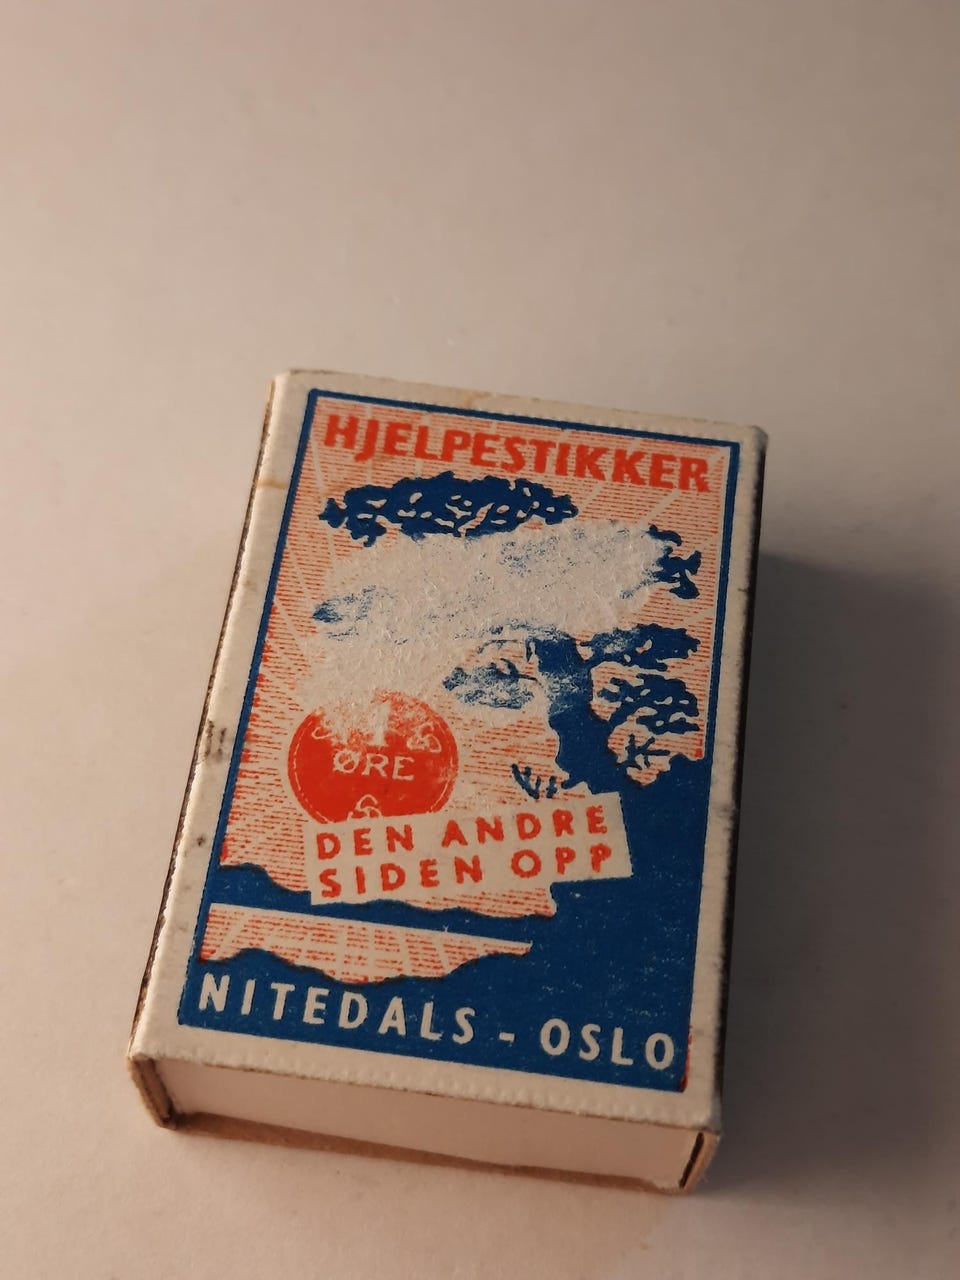 HJELPESTIKKER
ØRE
DEN ANDRE
SIDEN OPP
NITEDALS - OSLO